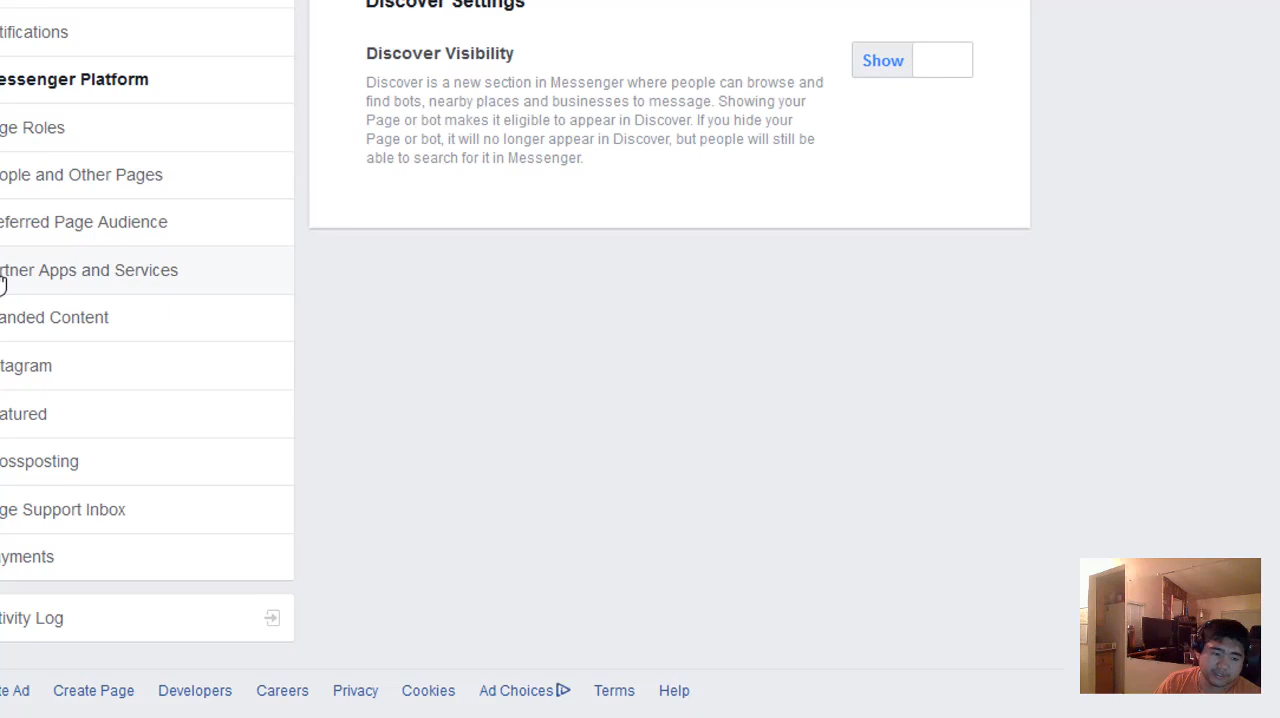 tifications
essenger Platform
ge Roles
ople and Other Pages
eferred Page Audience
rtner Apps and Services
anded Content
tagram
atured
ossposting
ge Support Inbox
yments
tivity Log
Discover Settings
Discover Visibility
Show
Discover is a new section in Messenger where people can browse and
find bots, nearby places and businesses to message. Showing your
Page or bot makes it eligible to appear in Discover. If you hide your
Page or bot, it will no longer appear in Discover, but people will still be
able to search for it in Messenger.
te Ad Create Page Developers Careers Privacy Cookies Ad Choices Terms Help